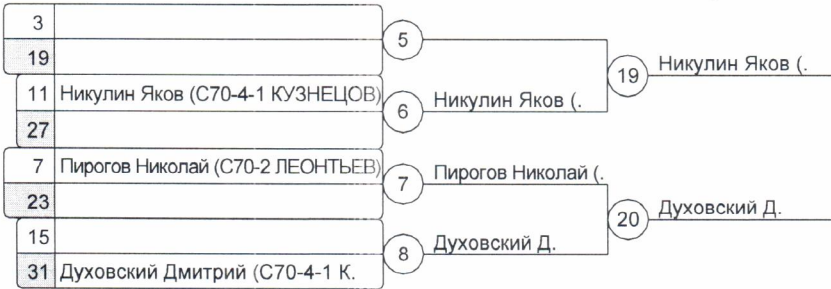 3
19
5
11 Никулин Яков (С70-4-1 КУЗНЕЦОВ)
27
6
Никулин Яков (.
19
Никулин Яков (.
7 Пирогов Николай (С70-2 ЛЕОНТЬЕВ)
23
7
Пирогов Николай (.
15
31 Духовский Дмитрий (С70-4-1 К.
8
Духовский Д.
20
Духовский Д.